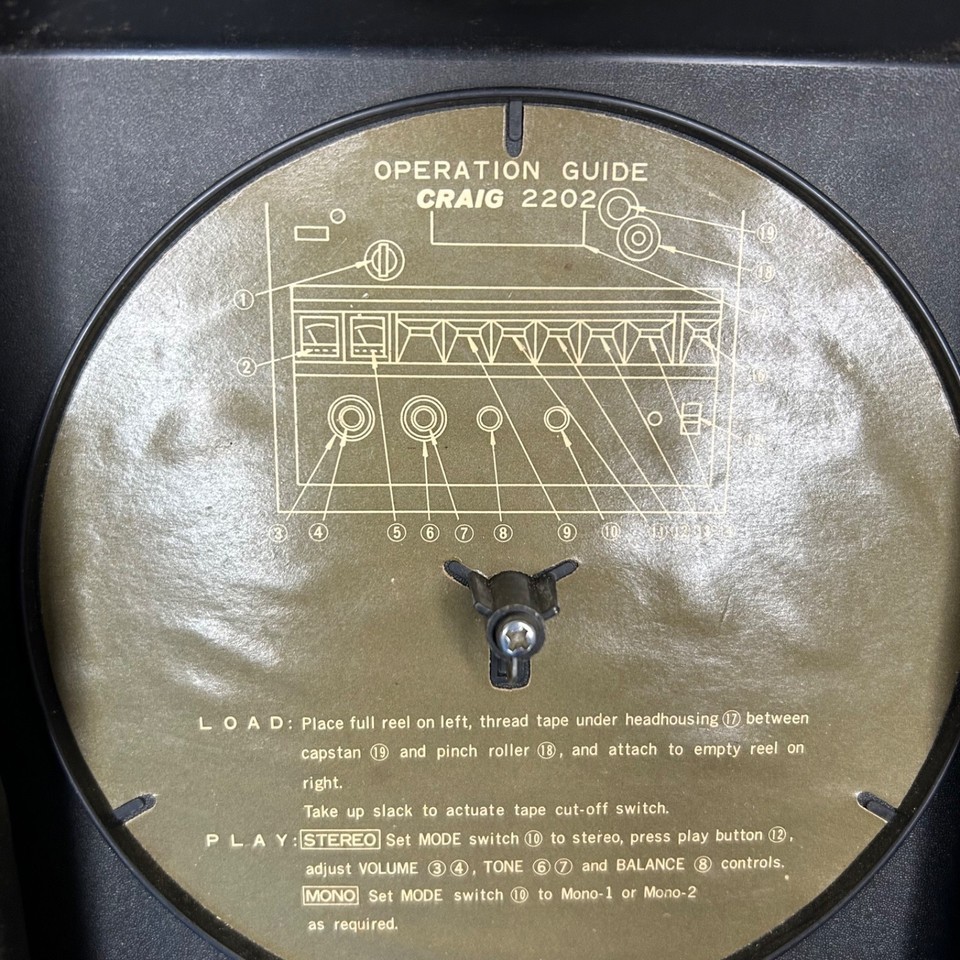 OPERATION GUIDE
CRAIG 2202
⑲
⑱
①
②
③ ④ ⑤ ⑥ ⑦ ⑧ ⑨ ⑩ ⑪ ⑫ ⑬
LOAD: Place full reel on left, thread tape under headhousing ⑰ between
capstan ⑲ and pinch roller ⑱, and attach to empty reel on
right.
Take up slack to actuate tape cut-off switch.
PLAY: STEREO Set MODE switch ⑩ to stereo, press play button ⑫,
adjust VOLUME ③④, TONE ⑥⑦ and BALANCE ⑧ controls.
MONO Set MODE switch ⑩ to Mono-1 or Mono-2
as required.